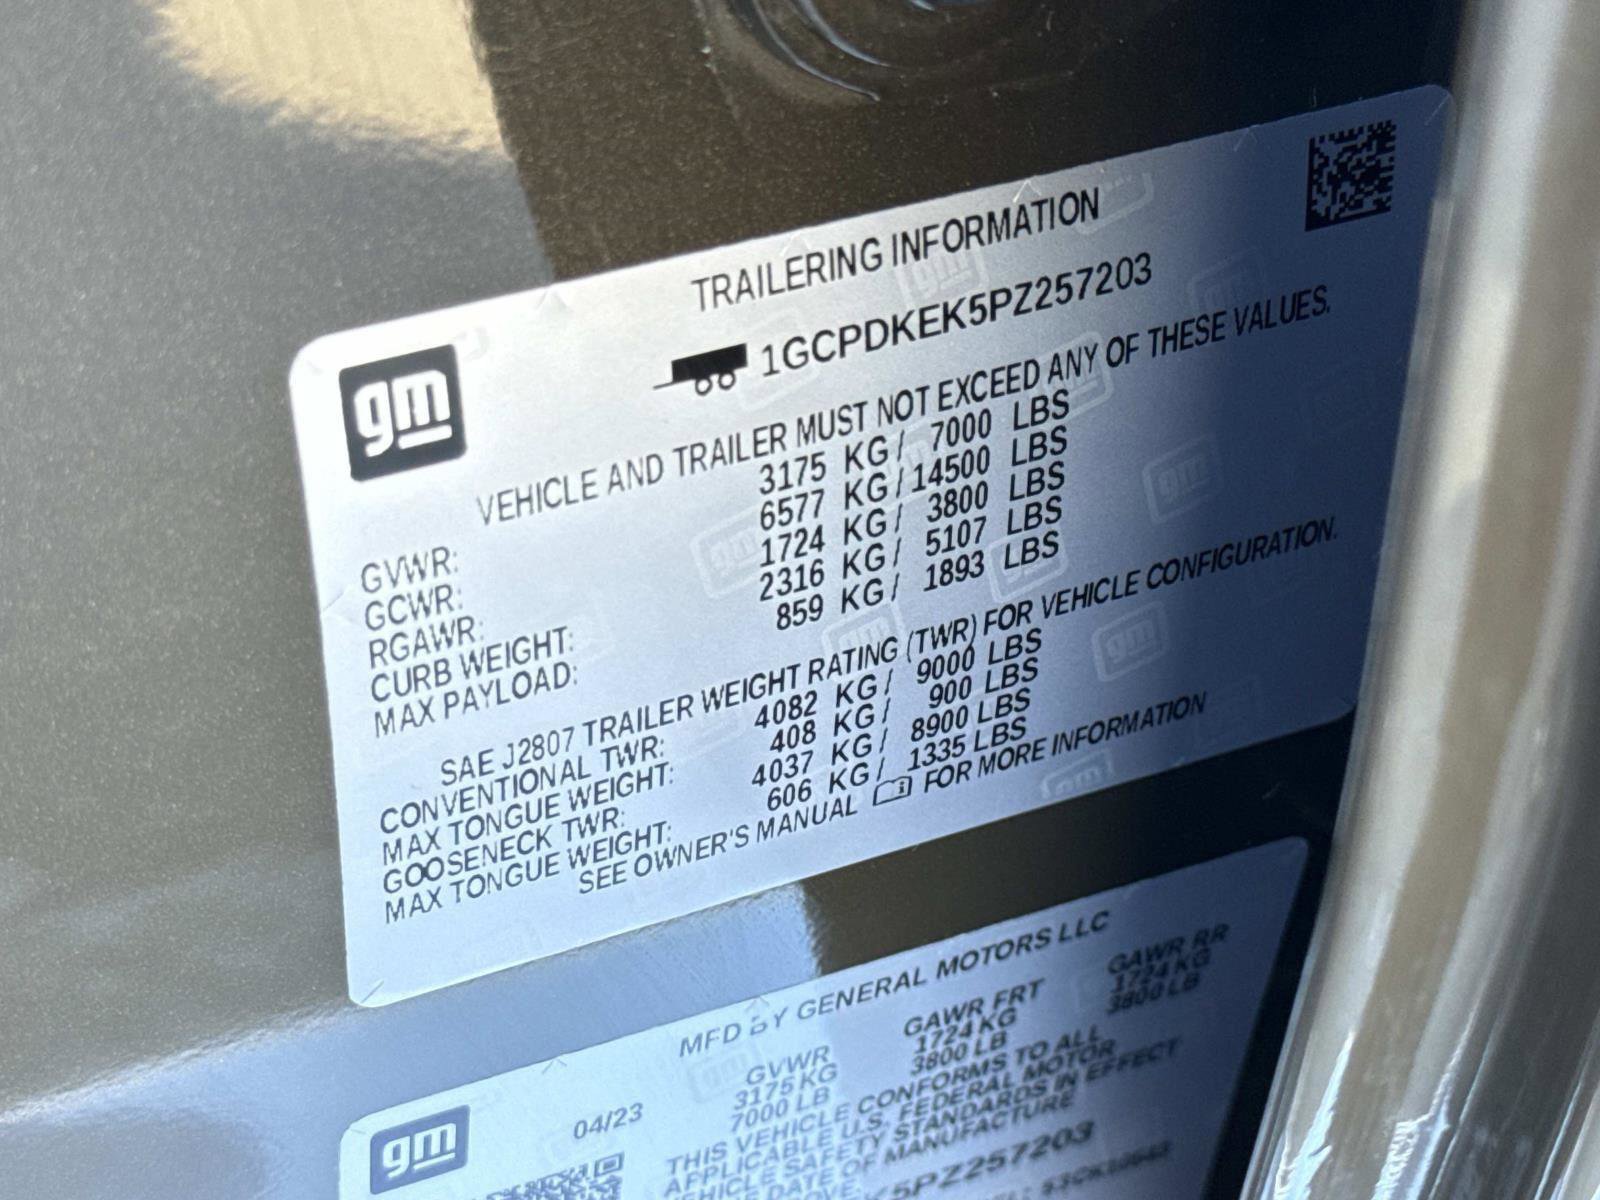 TRAILERING INFORMATION
1GCPDKEK5PZ257203
gm
VEHICLE AND TRAILER MUST NOT EXCEED ANY OF THESE VALUES.
GVWR: 3175 KG/ 7000 LBS
GCWR: 6577 KG/14500 LBS
RGAWR: 1724 KG/ 3800 LBS
CURB WEIGHT: 2316 KG/ 5107 LBS
MAX PAYLOAD: 859 KG/ 1893 LBS
SAE J2807 TRAILER WEIGHT RATING (TWR) FOR VEHICLE CONFIGURATION.
CONVENTIONAL TWR: 4082 KG/ 9000 LBS
MAX TONGUE WEIGHT: 408 KG/ 900 LBS
GOOSENECK TWR: 4037 KG/ 8900 LBS
MAX TONGUE WEIGHT: 606 KG/ 1335 LBS
SEE OWNER'S MANUAL FOR MORE INFORMATION
MFD BY GENERAL MOTORS LLC
gm
04/23
GVWR GAWR FRT GAWR RR
3175 KG 1724 KG 1724 KG
7000 LB 3800 LB 3800 LB
THIS VEHICLE CONFORMS TO ALL
APPLICABLE U.S. FEDERAL MOTOR
VEHICLE SAFETY STANDARDS IN EFFECT
DATE OF MANUFACTURE
K5PZ257203